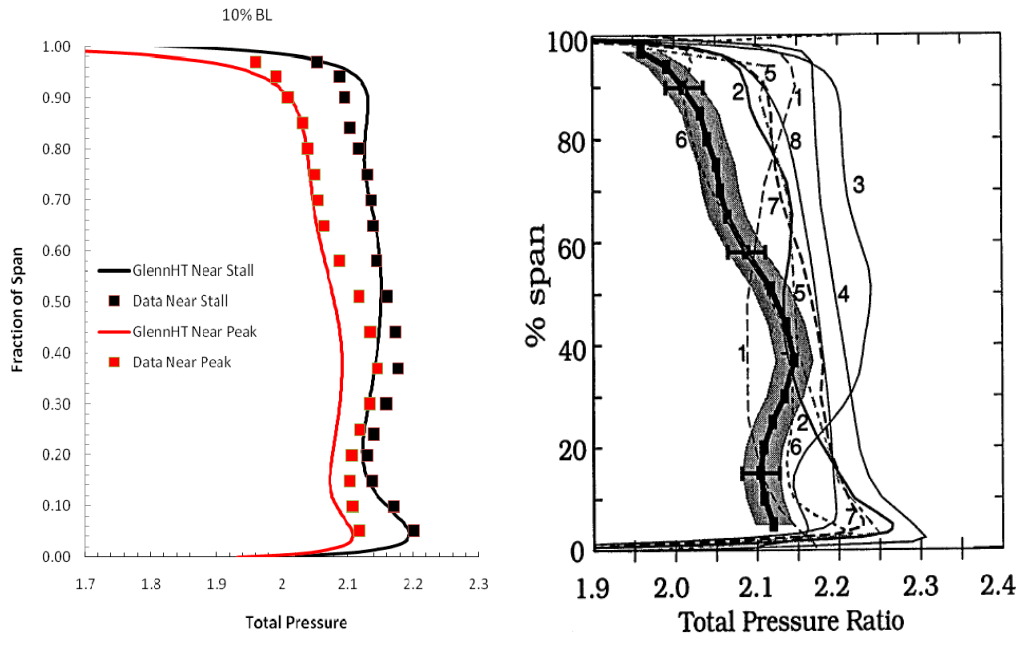 10% BL
1.00
0.90
0.80
0.70
0.60
0.50
0.40
0.30
0.20
0.10
0.00
Fraction of Span
GlennHT Near Stall
Data Near Stall
GlennHT Near Peak
Data Near Peak
1.7 1.8 1.9 2 2.1 2.2 2.3
Total Pressure
100
80
60
40
20
0
% span
5
2 1
6 8
3
7
5 4
1
2
6
7
1.9 2.0 2.1 2.2 2.3 2.4
Total Pressure Ratio